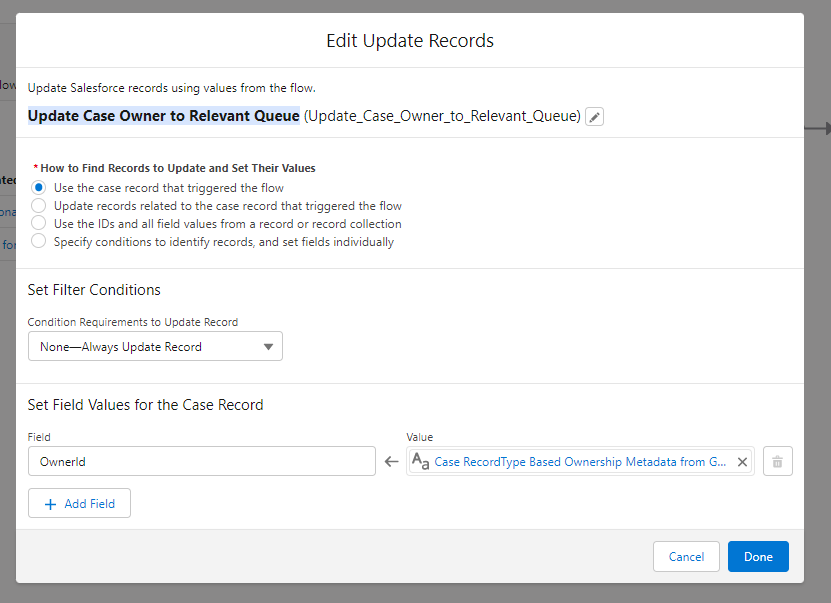 Edit Update Records
Update Salesforce records using values from the flow.
Update Case Owner to Relevant Queue (Update_Case_Owner_to_Relevant_Queue)
* How to Find Records to Update and Set Their Values
Use the case record that triggered the flow
Update records related to the case record that triggered the flow
Use the IDs and all field values from a record or record collection
Specify conditions to identify records, and set fields individually
Set Filter Conditions
Condition Requirements to Update Record
None—Always Update Record
Set Field Values for the Case Record
Field Value
OwnerId Aa Case RecordType Based Ownership Metadata from G...
+ Add Field
Cancel Done